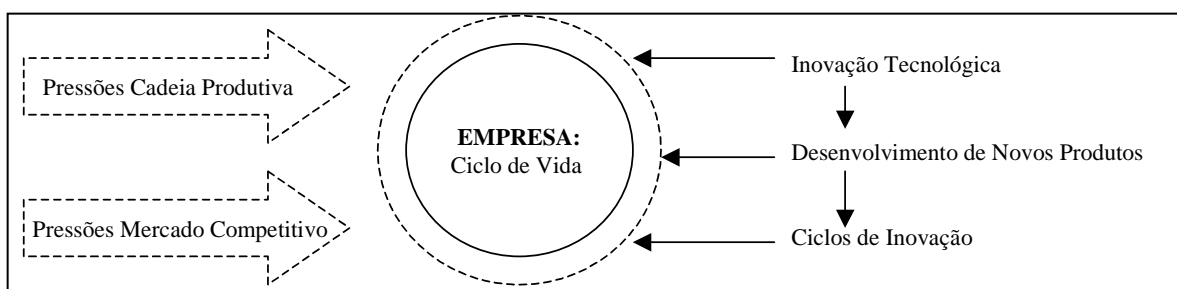 Pressões Cadeia Produtiva
Pressões Mercado Competitivo
EMPRESA:
Ciclo de Vida
Inovação Tecnológica
Desenvolvimento de Novos Produtos
Ciclos de Inovação